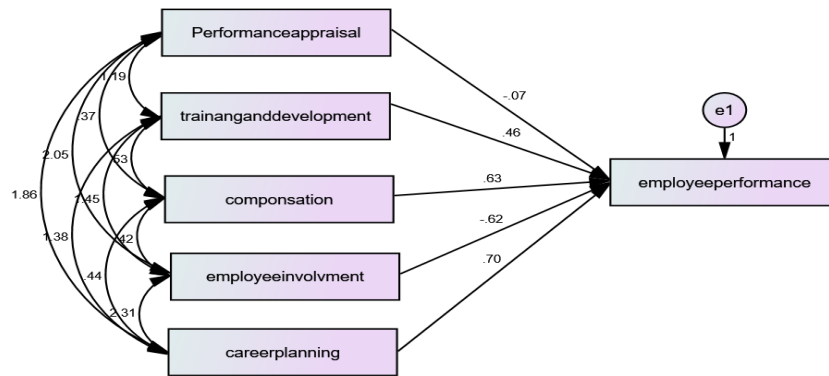 Performanceappraisal
1.19
-.07
e1
.37
trainanganddevelopment
.46
1
2.05
.53
employeeperformance
1.86
1.45
componsation
.63
1.38
.42
-.62
.44
employeeinvolvment
.70
2.31
careerplanning